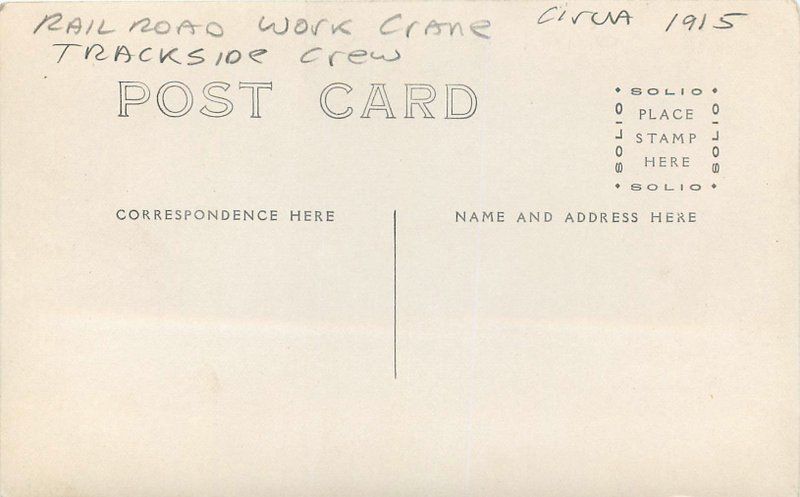 RAILROAD WORK CRANE CIRCA 1915
TRACKSIDE CREW
POST CARD
SOLIO
SOLIO PLACE SOLIO
STAMP
HERE
SOLIO
CORRESPONDENCE HERE NAME AND ADDRESS HERE